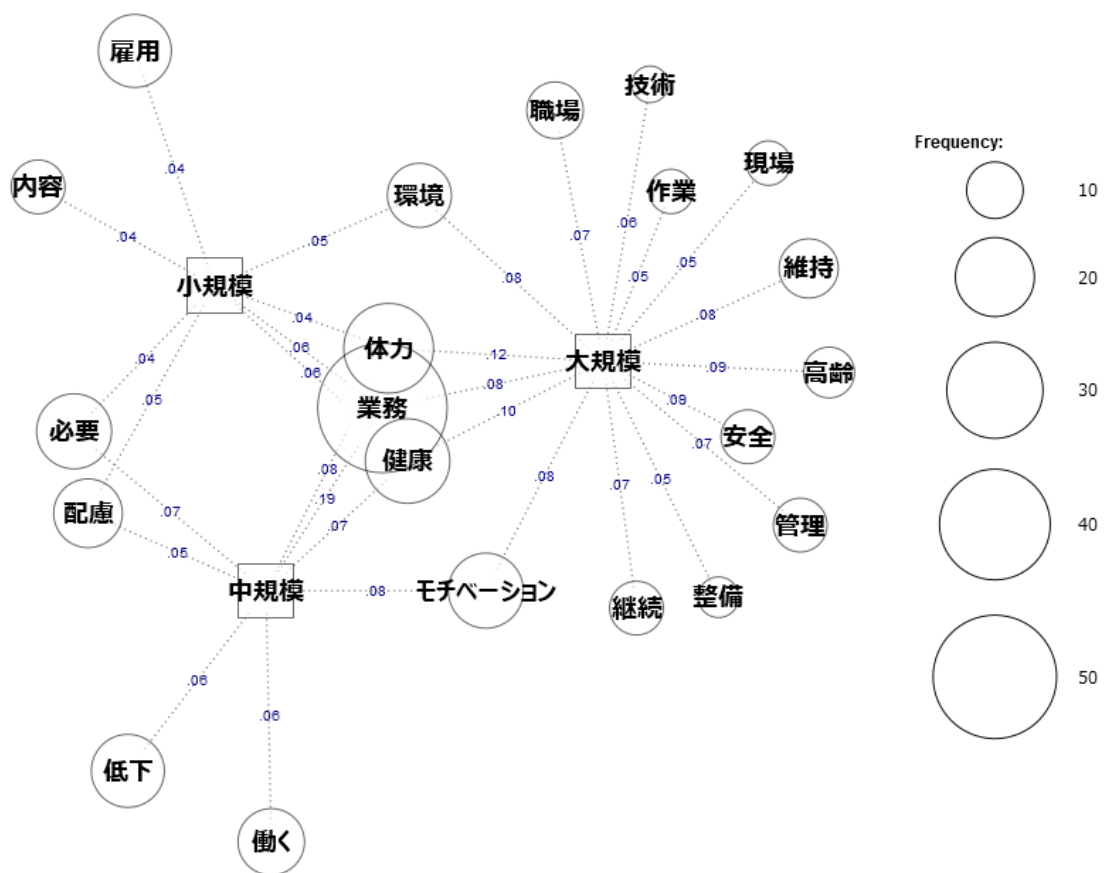 雇用
技術
職場
Frequency:
現場
内容
環境
作業
10
.04
.06
.07
.04
.05
.05
.05
維持
小規模
.08
20
.08
.04
体力
.12
大規模
.06
.04
.06
.09
高齢
30
.08
業務
.05
.10
.09
必要
安全
健康
.07
.08
.08
.07
.05
19
配慮
.07
.07
管理
40
.05
中規模
.08
モチベーション
継続
整備
.06
50
.06
低下
働く